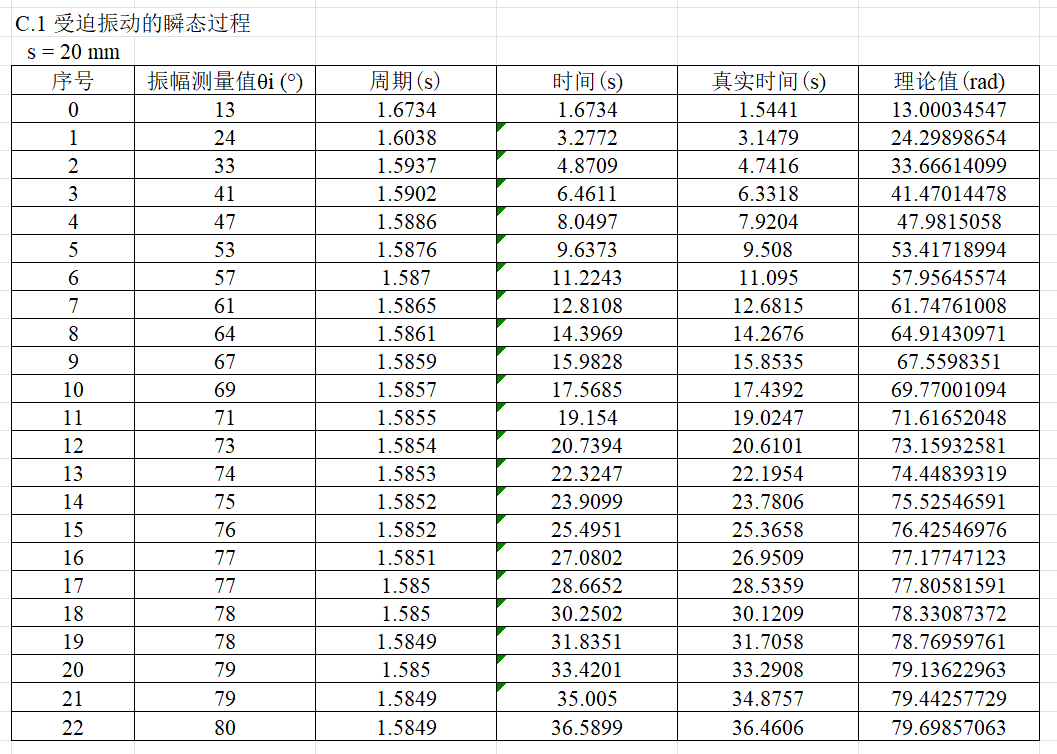 C.1 受迫振动的瞬态过程
s = 20 mm
序号 振幅测量值θi (°) 周期(s) 时间(s) 真实时间(s) 理论值(rad)
0 13 1.6734 1.6734 1.5441 13.00034547
1 24 1.6038 3.2772 3.1479 24.29898654
2 33 1.5937 4.8709 4.7416 33.66614099
3 41 1.5902 6.4611 6.3318 41.47014478
4 47 1.5886 8.0497 7.9204 47.9815058
5 53 1.5876 9.6373 9.508 53.41718994
6 57 1.587 11.2243 11.095 57.95645574
7 61 1.5865 12.8108 12.6815 61.74761008
8 64 1.5861 14.3969 14.2676 64.91430971
9 67 1.5859 15.9828 15.8535 67.5598351
10 69 1.5857 17.5685 17.4392 69.77001094
11 71 1.5855 19.154 19.0247 71.61652048
12 73 1.5854 20.7394 20.6101 73.15932581
13 74 1.5853 22.3247 22.1954 74.44839319
14 75 1.5852 23.9099 23.7806 75.52546591
15 76 1.5852 25.4951 25.3658 76.42546976
16 77 1.5851 27.0802 26.9509 77.17747123
17 77 1.585 28.6652 28.5359 77.80581591
18 78 1.585 30.2502 30.1209 78.33087372
19 78 1.5849 31.8351 31.7058 78.76959761
20 79 1.585 33.4201 33.2908 79.13622963
21 79 1.5849 35.005 34.8757 79.44257729
22 80 1.5849 36.5899 36.4606 79.69857063